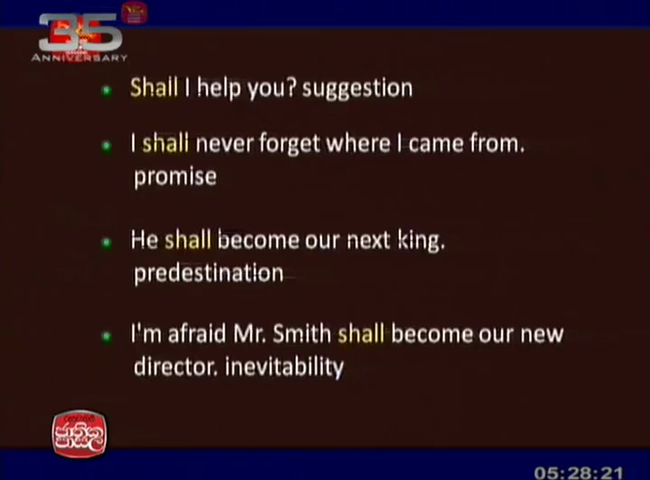 35
ANNIVERSARY
Shall I help you? suggestion
I shall never forget where I came from.
promise
He shall become our next king.
predestination
I'm afraid Mr. Smith shall become our new
director. inevitability
ජාතික
පාසල
05:28:21